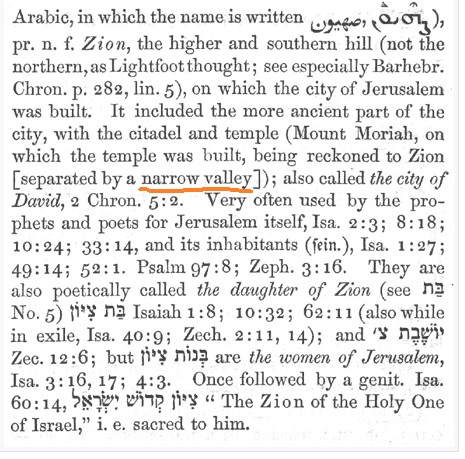 Arabic, in which the name is written صهيون, ܨܗܝܘܢ),
pr. n. f. Zion, the higher and southern hill (not the
northern, as Lightfoot thought; see especially Barhebr.
Chron. p. 282, lin. 5), on which the city of Jerusalem
was built. It included the more ancient part of the
city, with the citadel and temple (Mount Moriah, on
which the temple was built, being reckoned to Zion
[separated by a narrow valley]); also called the city of
David, 2 Chron. 5:2. Very often used by the pro-
phets and poets for Jerusalem itself, Isa. 2:3; 8:18;
10:24; 33:14, and its inhabitants (fein.), Isa. 1:27;
49:14; 52:1. Psalm 97:8; Zeph. 3:16. They are
also poetically called the daughter of Zion (see בַּת
No. 5) בַּת צִיּוֹן Isaiah 1:8; 10:32; 62:11 (also while
in exile, Isa. 40:9; Zech. 2:11, 14); and יוֹשֶׁבֶת צ׳
Zec. 12:6; but בְּנוֹת צִיּוֹן are the women of Jerusalem,
Isa. 3:16, 17; 4:3. Once followed by a genit. Isa.
60:14, צִיּוֹן קְדוֹשׁ יִשְׂרָאֵל “ The Zion of the Holy One
of Israel,” i. e. sacred to him.